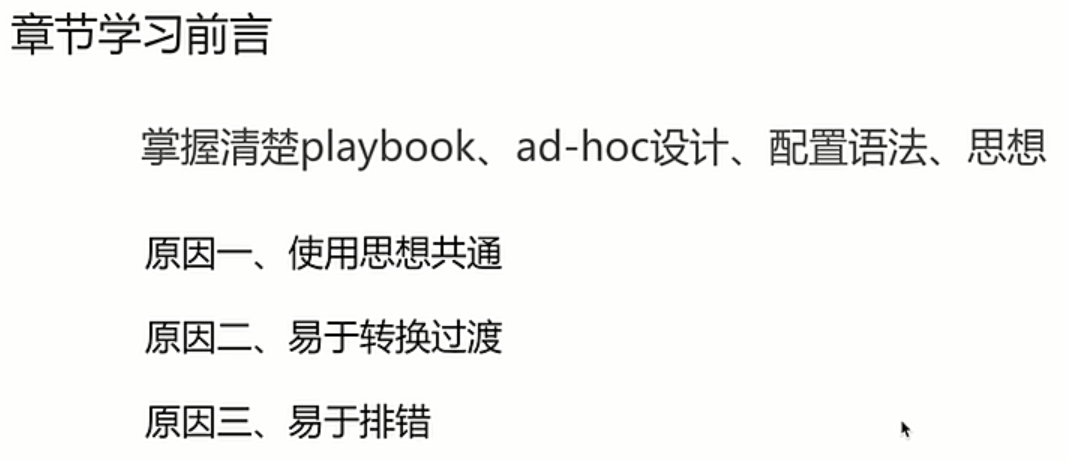 章节学习前言
掌握清楚playbook、ad-hoc设计、配置语法、思想
原因一、使用思想共通
原因二、易于转换过渡
原因三、易于排错